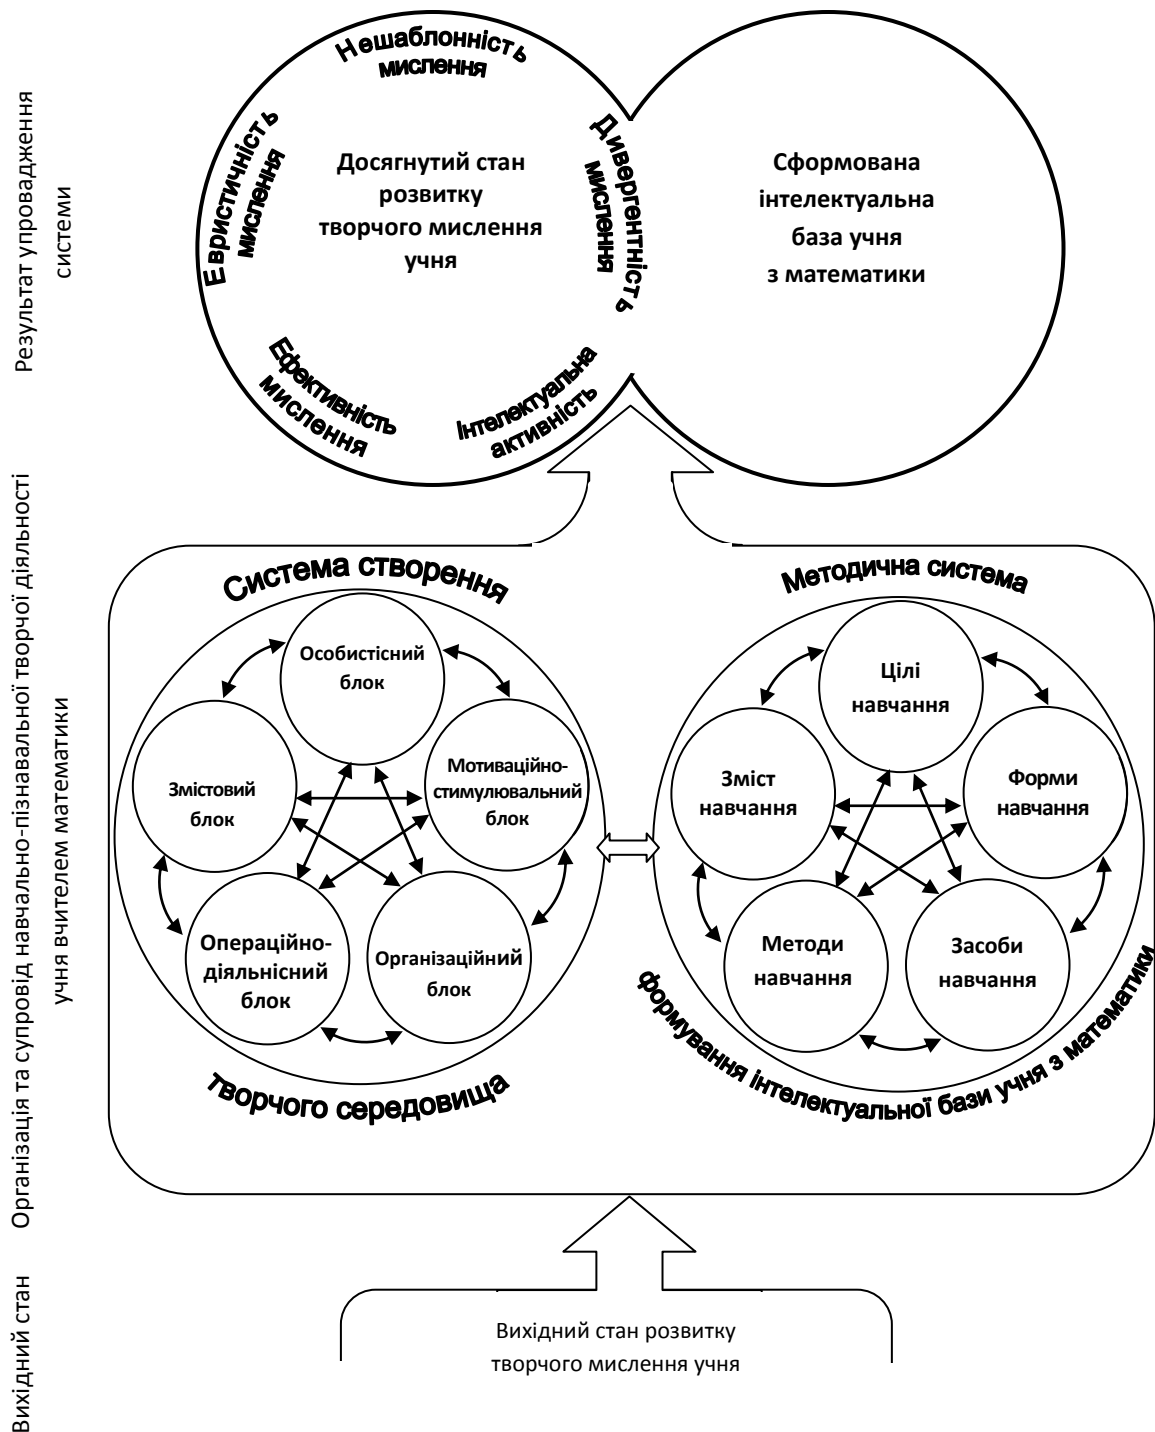 Результат упровадження
системи
Нешаблонність
мислення
Евристичність
мислення
Досягнутий стан
розвитку
творчого мислення
учня
Дивергентність
мислення
Ефективність
мислення
Інтелектуальна
активність
Сформована
інтелектуальна
база учня
з математики
Організація та супровід навчально-пізнавальної творчої діяльності
учня вчителем математики
Система створення
Особистісний
блок
Змістовий
блок
Мотиваційно-
стимулювальний
блок
Операційно-
діяльнісний
блок
Організаційний
блок
творчого середовища
Методична система
Цілі
навчання
Зміст
навчання
Форми
навчання
Методи
навчання
Засоби
навчання
формування інтелектуальної бази учня з математики
Вихідний стан
Вихідний стан розвитку
творчого мислення учня